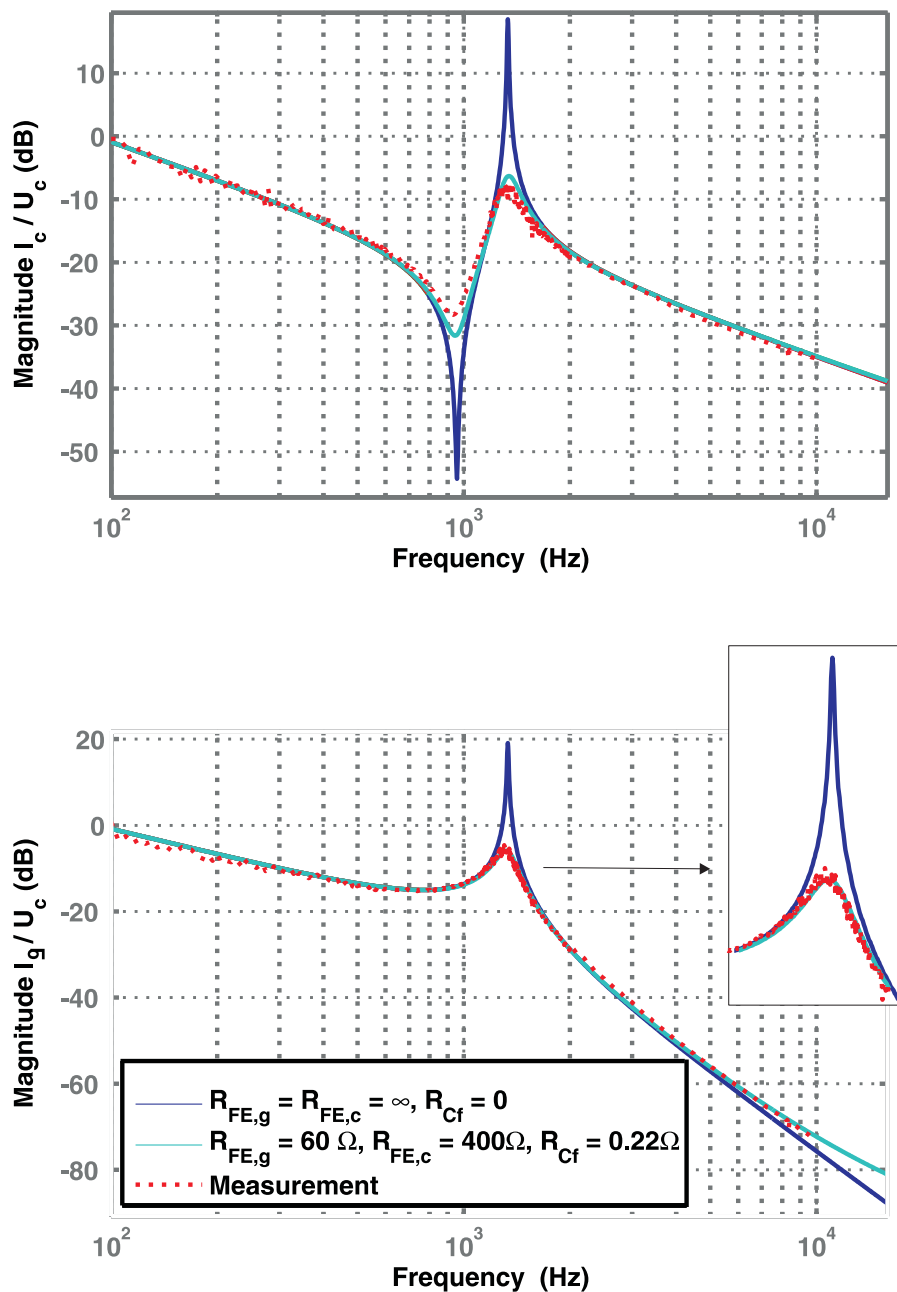 Magnitude I_c / U_c (dB)
10
0
-10
-20
-30
-40
-50
10^2
10^3
10^4
Frequency (Hz)
Magnitude I_g / U_c (dB)
20
0
-20
-40
-60
-80
R_FE,g = R_FE,c = ∞, R_Cf = 0
R_FE,g = 60 Ω, R_FE,c = 400Ω, R_Cf = 0.22Ω
Measurement
10^2
10^3
10^4
Frequency (Hz)